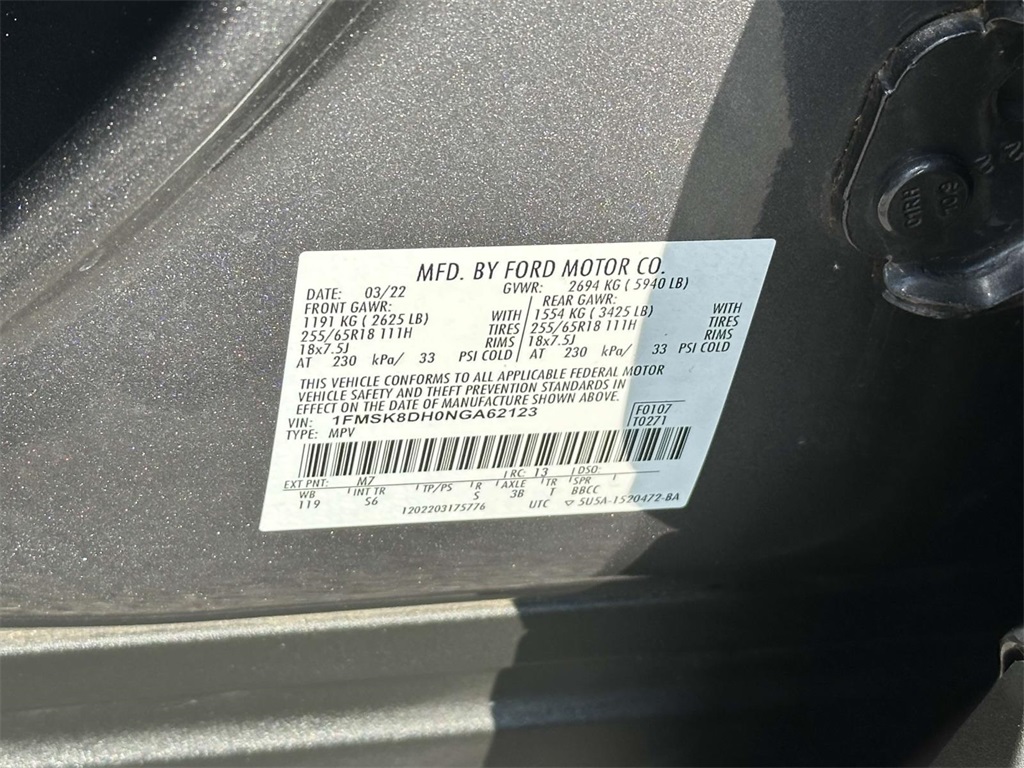 MFD. BY FORD MOTOR CO.
DATE: 03/22 GVWR: 2694 KG ( 5940 LB)
FRONT GAWR: REAR GAWR:
1191 KG ( 2625 LB) WITH 1554 KG ( 3425 LB) WITH
255/65R18 111H TIRES 255/65R18 111H TIRES
18x7.5J RIMS 18x7.5J RIMS
AT 230 kPa/ 33 PSI COLD AT 230 kPa/ 33 PSI COLD
THIS VEHICLE CONFORMS TO ALL APPLICABLE FEDERAL MOTOR
VEHICLE SAFETY AND THEFT PREVENTION STANDARDS IN
EFFECT ON THE DATE OF MANUFACTURE SHOWN ABOVE.
VIN: 1FMSK8DH0NGA62123 F0107
TYPE: MPV T0271
EXT PNT: M7 RC: 13 DSO:
WB INT TR TP/PS R AXLE TR SPR
119 S6 S 3B T BBCC
1202203175776 UTC 5U5A-1520472-BA
GTRH
602
N
N